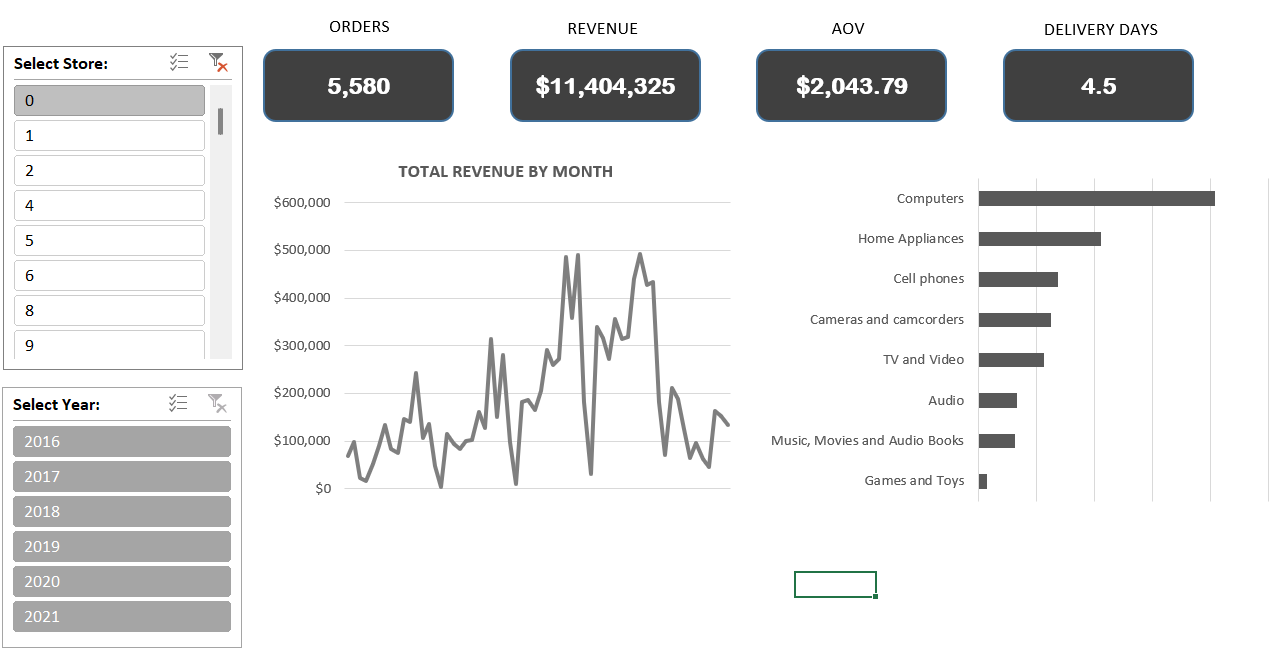 ORDERS
REVENUE
AOV
DELIVERY DAYS
5,580
$11,404,325
$2,043.79
4.5
Select Store:
0
1
2
4
5
6
8
9
Select Year:
2016
2017
2018
2019
2020
2021
TOTAL REVENUE BY MONTH
$600,000
$500,000
$400,000
$300,000
$200,000
$100,000
$0
Computers
Home Appliances
Cell phones
Cameras and camcorders
TV and Video
Audio
Music, Movies and Audio Books
Games and Toys